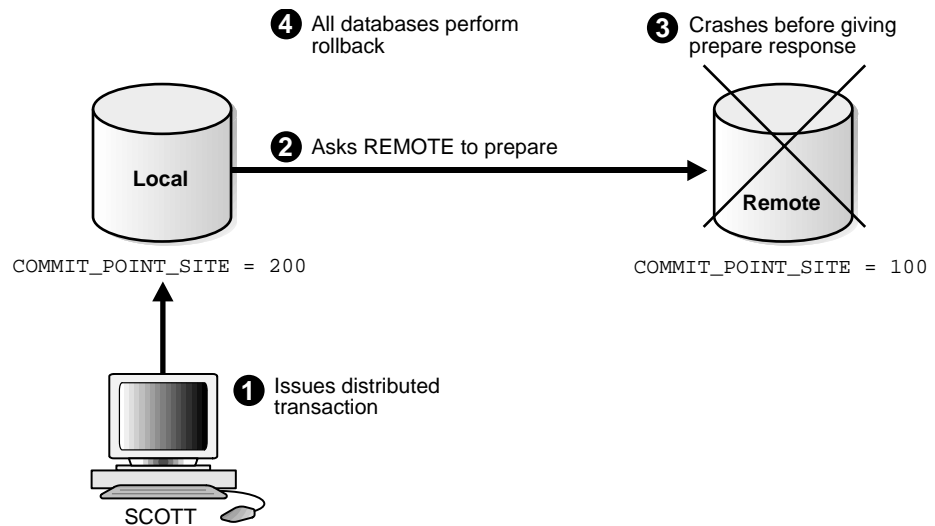 4 All databases perform
rollback
3 Crashes before giving
prepare response
2 Asks REMOTE to prepare
Local
Remote
COMMIT_POINT_SITE = 200
COMMIT_POINT_SITE = 100
1 Issues distributed
transaction
SCOTT